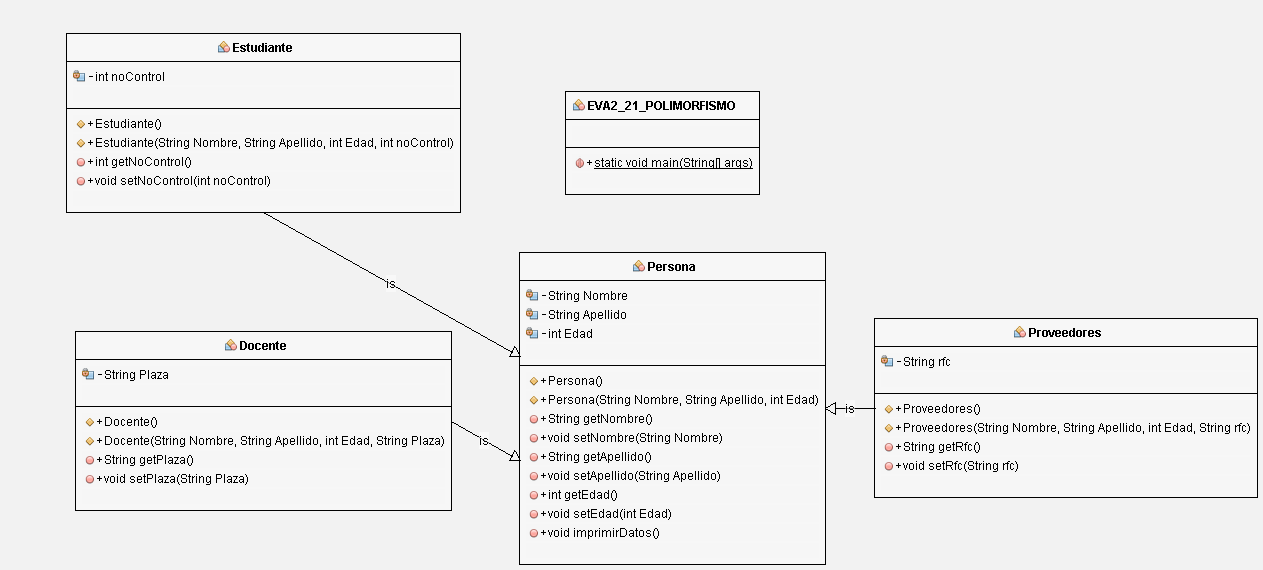 Estudiante
- int noControl
+ Estudiante()
+ Estudiante(String Nombre, String Apellido, int Edad, int noControl)
+ int getNoControl()
+ void setNoControl(int noControl)
EVA2_21_POLIMORFISMO
+ static void main(String[] args)
is
Persona
- String Nombre
- String Apellido
- int Edad
+ Persona()
+ Persona(String Nombre, String Apellido, int Edad)
+ String getNombre()
+ void setNombre(String Nombre)
+ String getApellido()
+ void setApellido(String Apellido)
+ int getEdad()
+ void setEdad(int Edad)
+ void imprimirDatos()
Docente
- String Plaza
+ Docente()
+ Docente(String Nombre, String Apellido, int Edad, String Plaza)
+ String getPlaza()
+ void setPlaza(String Plaza)
is
Proveedores
- String rfc
+ Proveedores()
+ Proveedores(String Nombre, String Apellido, int Edad, String rfc)
+ String getRfc()
+ void setRfc(String rfc)
is